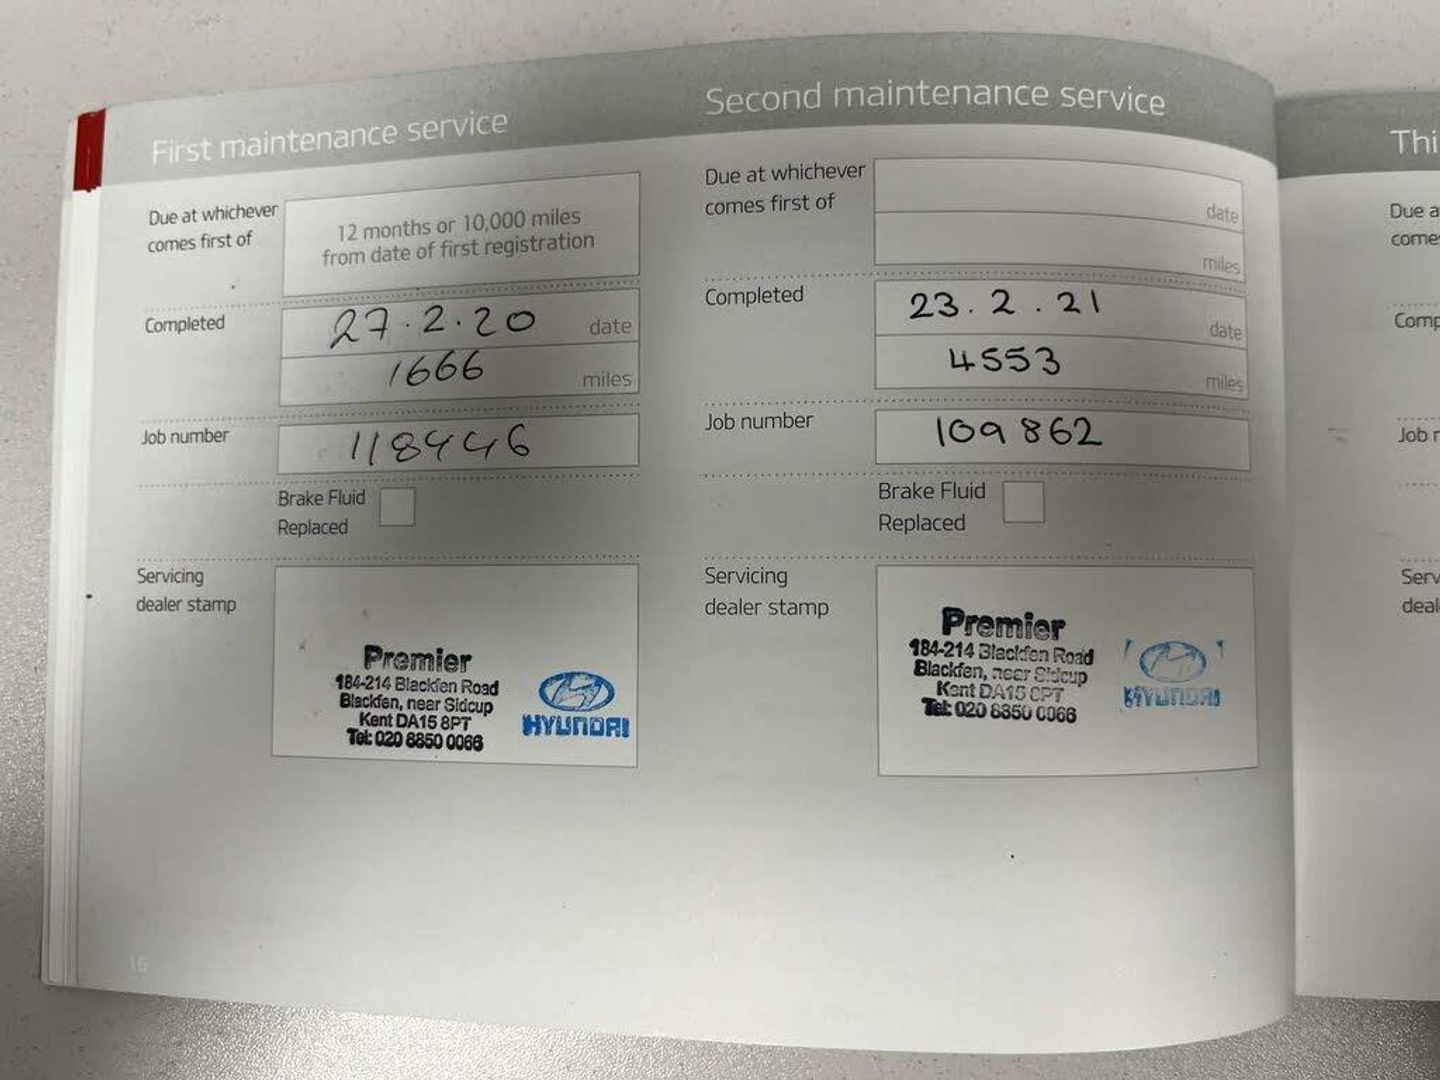 First maintenance service
Due at whichever
comes first of
12 months or 10,000 miles
from date of first registration
Completed
27.2.20 date
1666 miles
Job number
118446
Brake Fluid
Replaced
Servicing
dealer stamp
Premier
184-214 Blackfen Road
Blackfen, near Sidcup
Kent DA15 8PT
Tel: 020 8850 0066
HYUNDAI
16
Second maintenance service
Due at whichever
comes first of
date
miles
Completed
23.2.21 date
4553 miles
Job number
109862
Brake Fluid
Replaced
Servicing
dealer stamp
Premier
184-214 Blackfen Road
Blackfen, near Sidcup
Kent DA15 8PT
Tel: 020 8850 0066
HYUNDAI
Thi
Due a
come
Comp
Job r
Serv
deal